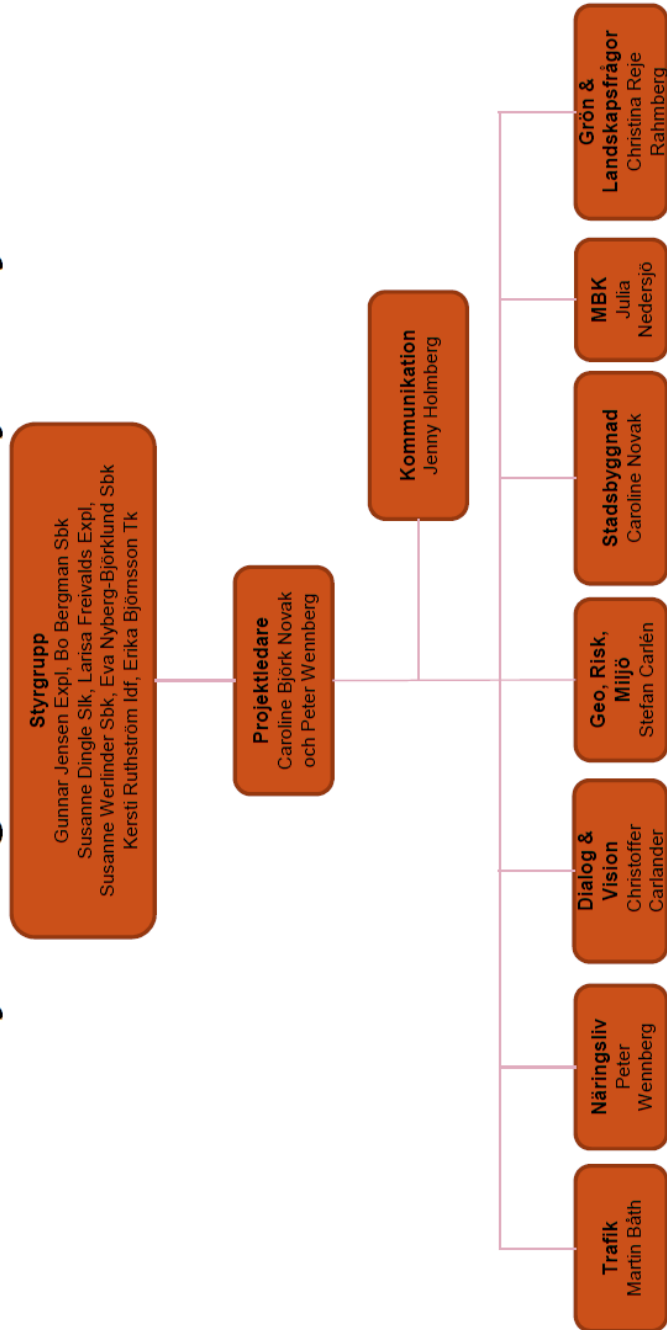 Styrgrupp
Gunnar Jensen Expl, Bo Bergman Sbk
Susanne Dingle Slk, Larisa Freivalds Expl,
Susanne Werlinder Sbk, Eva Nyberg-Björklund Sbk
Kersti Ruthström Idf, Erika Björnsson Tk
Projektledare
Caroline Björk Novak
och Peter Wennberg
Kommunikation
Jenny Holmberg
Trafik
Martin Båth
Näringsliv
Peter
Wennberg
Dialog &
Vision
Christoffer
Carlander
Geo, Risk,
Miljö
Stefan Carlén
Stadsbyggnad
Caroline Novak
MBK
Julia
Nedersjö
Grön &
Landskapsfrågor
Christina Reje
Rahmberg